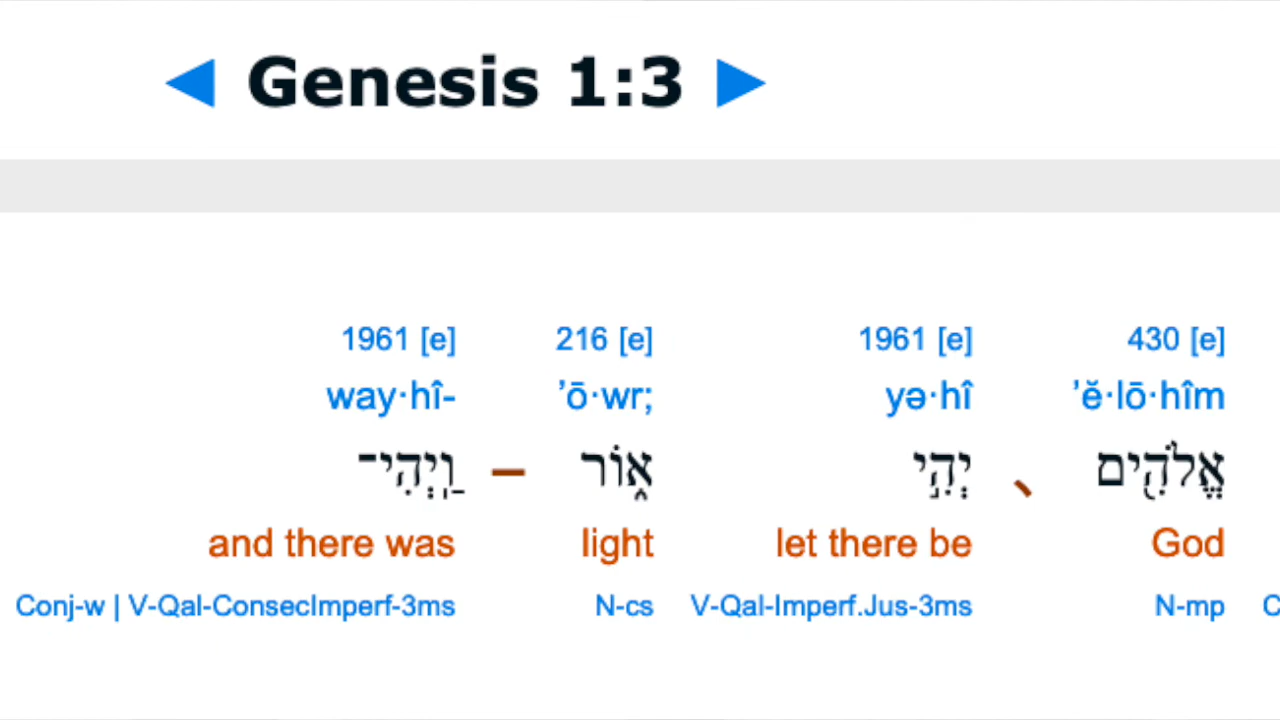 ◄ Genesis 1:3 ►
1961 [e] 216 [e] 1961 [e] 430 [e]
way·hî- ’ō·wr; yə·hî ’ĕ·lō·hîm
אֱלֹהִ֖ים ､ יְהִ֣י א֑וֹר – וַֽיְהִי־
and there was light let there be God
Conj-w | V-Qal-ConsecImperf-3ms N-cs V-Qal-Imperf.Jus-3ms N-mp C